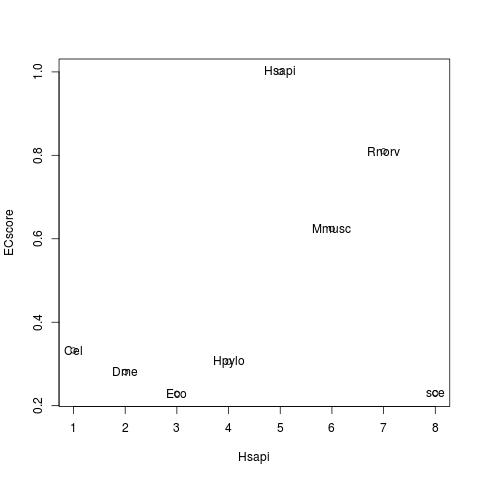 1.0
Hsapi
0.8
Rnorv
0.6
Mmusc
ECscore
0.4
Cel
Hpylo
Dme
Eco
sce
0.2
1 2 3 4 5 6 7 8
Hsapi